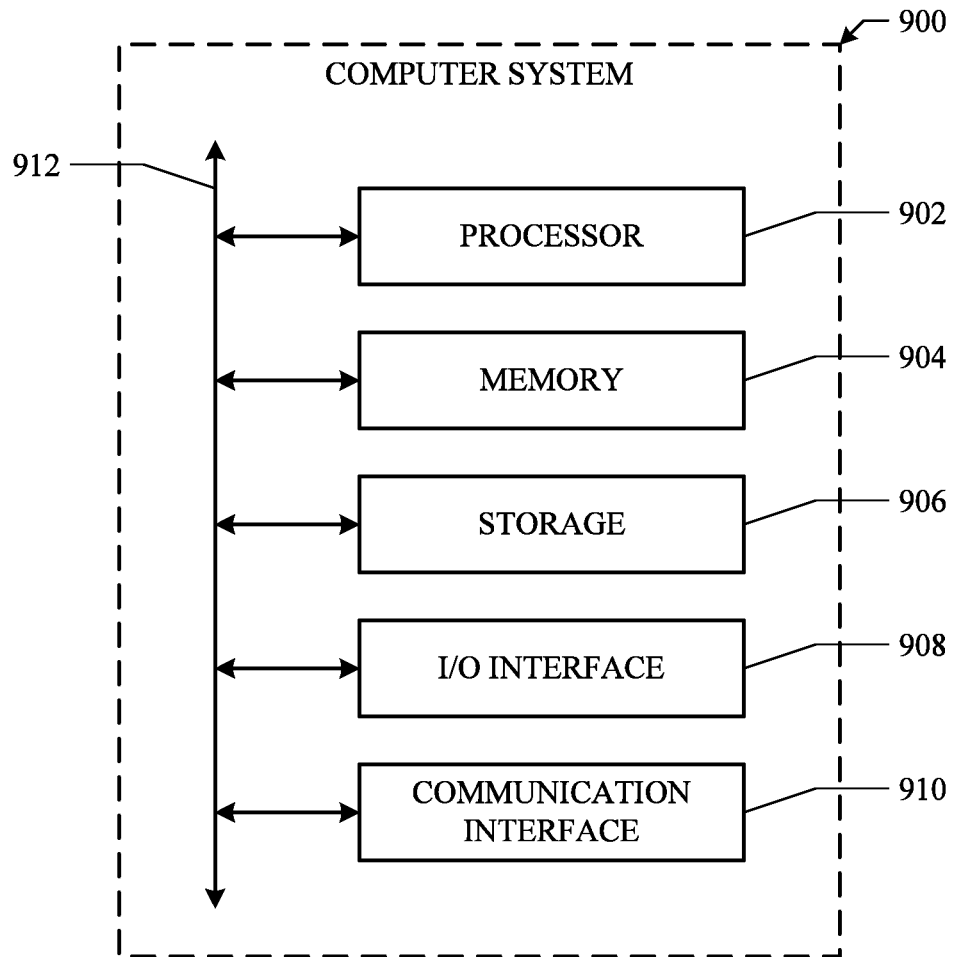 900
COMPUTER SYSTEM
912
902
PROCESSOR
904
MEMORY
906
STORAGE
908
I/O INTERFACE
910
COMMUNICATION
INTERFACE